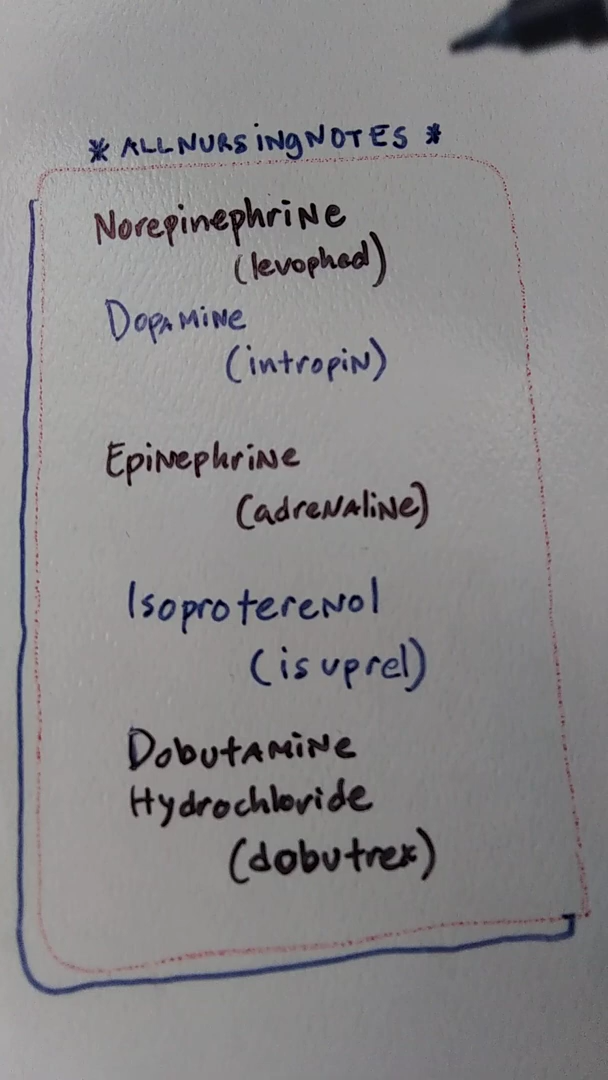 * ALLNURSINGNOTES *
Norepinephrine
(levophed)
Dopamine
(intropin)
Epinephrine
(adrenaline)
Isoproterenol
(isuprel)
Dobutamine
Hydrochloride
(dobutrex)